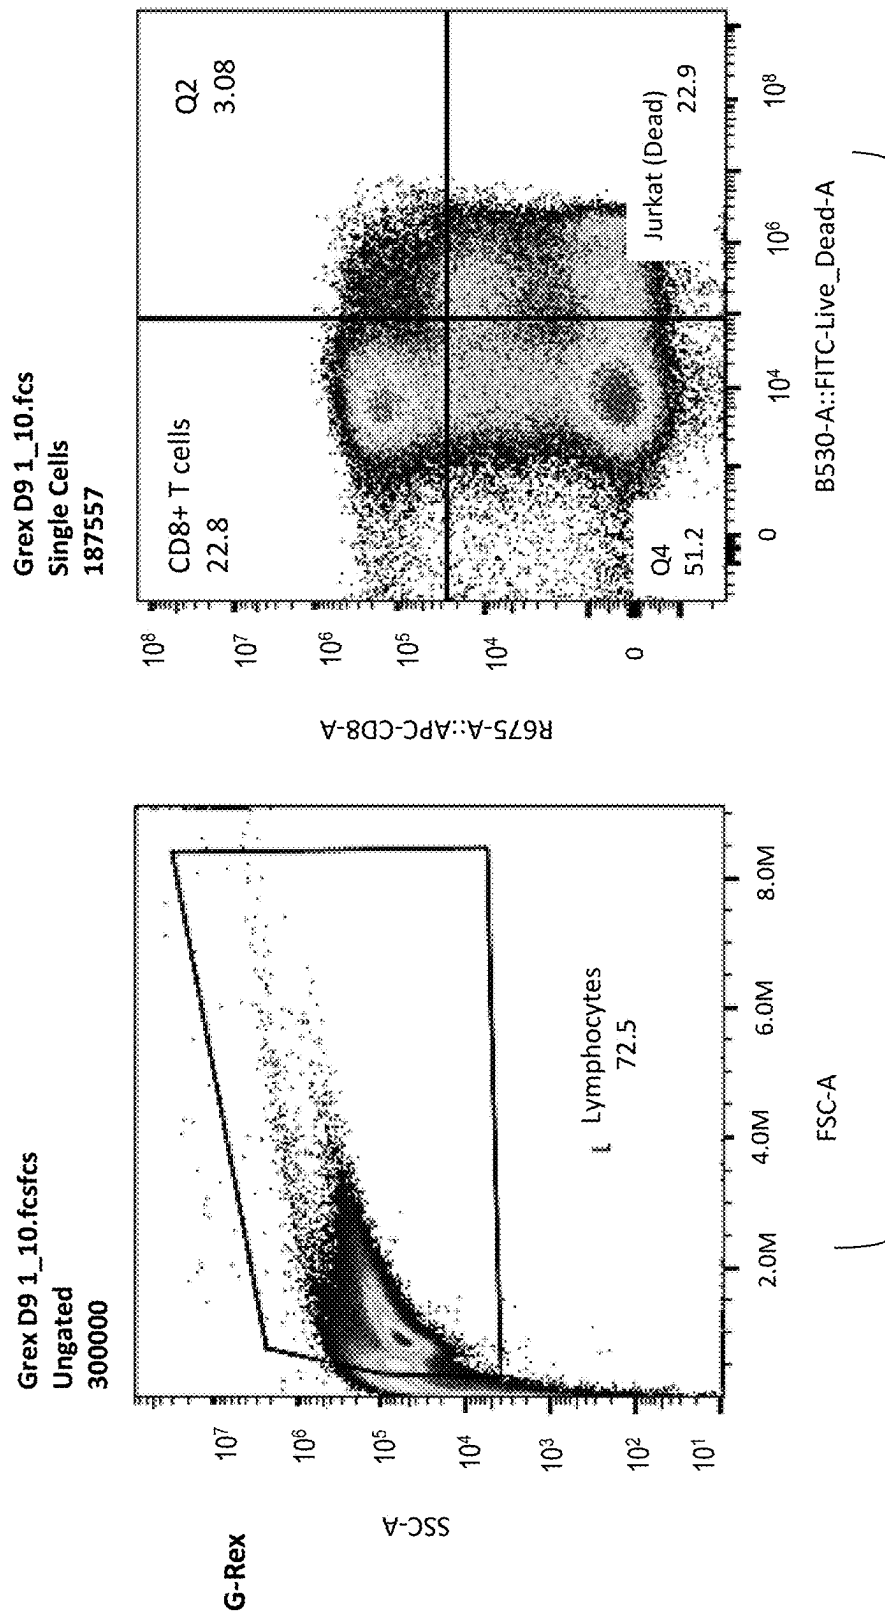 G-Rex
Grex D9 1_10.fcsfcs
Ungated
300000
SSC-A
10⁷
10⁶
10⁵
10⁴
10³
10²
10¹
Lymphocytes
72.5
2.0M
4.0M
6.0M
8.0M
FSC-A
Grex D9 1_10.fcs
Single Cells
187557
R675-A::APC-CD8-A
10⁸
10⁷
10⁶
10⁵
10⁴
0
CD8+ T cells
22.8
Q2
3.08
Q4
51.2
Jurkat (Dead)
22.9
0
10⁴
10⁶
10⁸
B530-A::FITC-Live_Dead-A